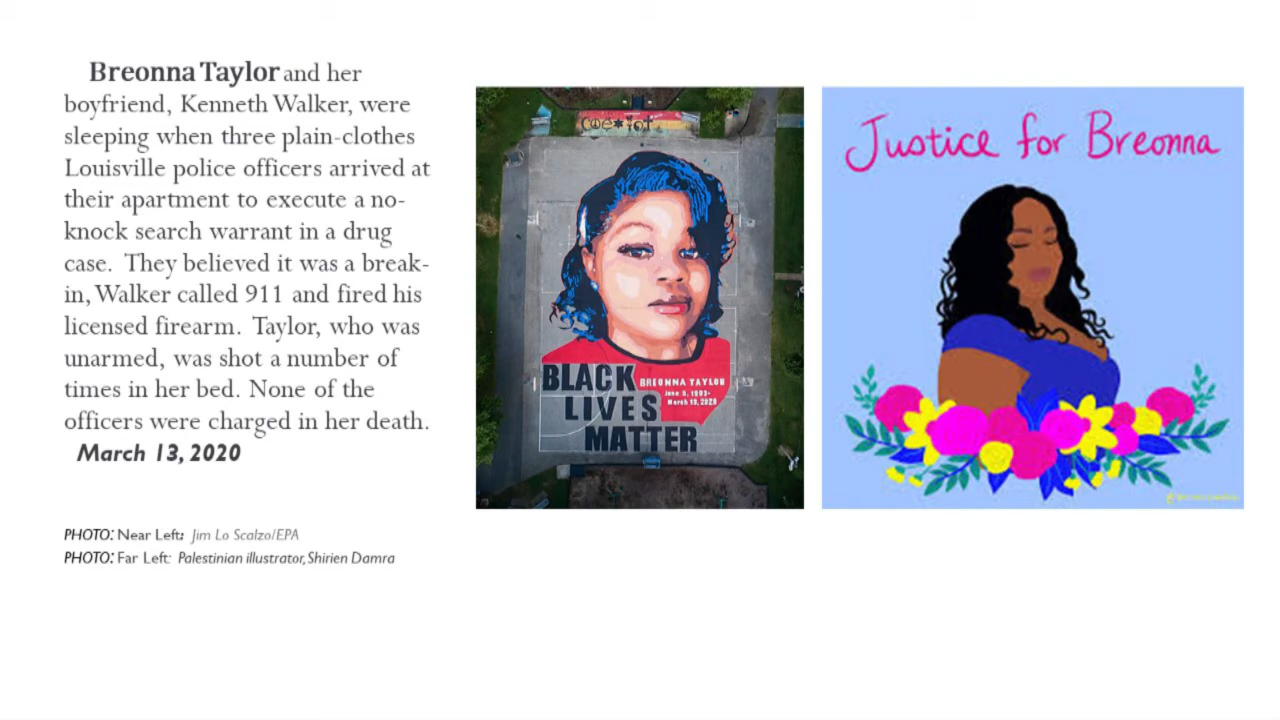 Breonna Taylor and her
boyfriend, Kenneth Walker, were
sleeping when three plain-clothes
Louisville police officers arrived at
their apartment to execute a no-
knock search warrant in a drug
case. They believed it was a break-
in, Walker called 911 and fired his
licensed firearm. Taylor, who was
unarmed, was shot a number of
times in her bed. None of the
officers were charged in her death.
March 13, 2020
PHOTO: Near Left: Jim Lo Scalzo/EPA
PHOTO: Far Left: Palestinian illustrator, Shirien Damra
BLACK
LIVES
MATTER
BREONNA TAYLOR
June 5, 1993-
March 13, 2020
Justice for Breonna